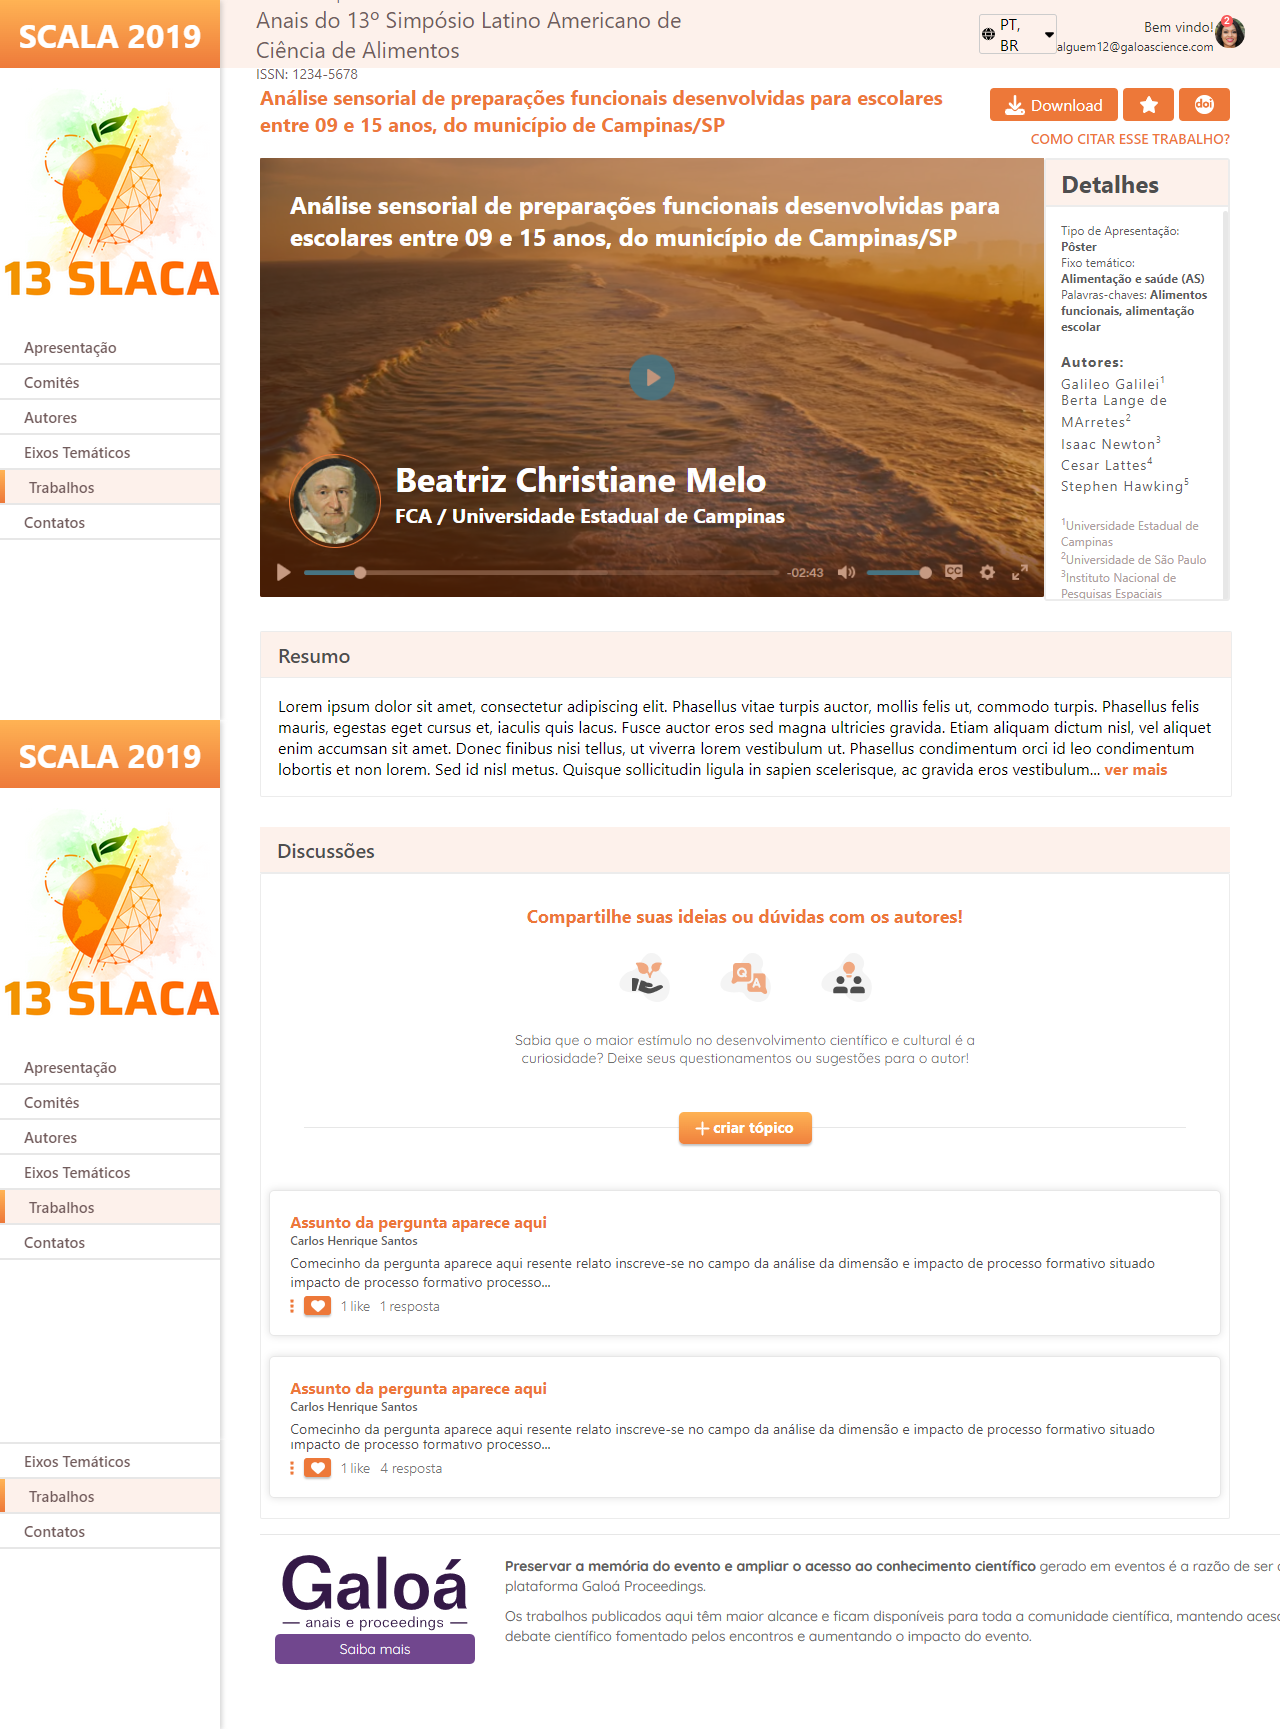 SCALA 2019
Anais do 13º Simpósio Latino Americano de
Ciência de Alimentos
ISSN: 1234-5678
PT,
BR
Bem vindo!
alguem12@galoascience.com
2
13 SLACA
Apresentação
Comitês
Autores
Eixos Temáticos
Trabalhos
Contatos
Análise sensorial de preparações funcionais desenvolvidas para escolares
entre 09 e 15 anos, do município de Campinas/SP
Download
doi
COMO CITAR ESSE TRABALHO?
Análise sensorial de preparações funcionais desenvolvidas para
escolares entre 09 e 15 anos, do município de Campinas/SP
Beatriz Christiane Melo
FCA / Universidade Estadual de Campinas
-02:43
CC
Detalhes
Tipo de Apresentação:
Pôster
Fixo temático:
Alimentação e saúde (AS)
Palavras-chaves: Alimentos
funcionais, alimentação
escolar
Autores:
Galileo Galilei1
Berta Lange de
MArretes2
Isaac Newton3
Cesar Lattes4
Stephen Hawking5
1Universidade Estadual de
Campinas
2Universidade de São Paulo
3Instituto Nacional de
Pesquisas Espaciais
Resumo
Lorem ipsum dolor sit amet, consectetur adipiscing elit. Phasellus vitae turpis auctor, mollis felis ut, commodo turpis. Phasellus felis
mauris, egestas eget cursus et, iaculis quis lacus. Fusce auctor eros sed magna ultricies gravida. Etiam aliquam dictum nisl, vel aliquet
enim accumsan sit amet. Donec finibus nisi tellus, ut viverra lorem vestibulum ut. Phasellus condimentum orci id leo condimentum
lobortis et non lorem. Sed id nisl metus. Quisque sollicitudin ligula in sapien scelerisque, ac gravida eros vestibulum... ver mais
SCALA 2019
13 SLACA
Apresentação
Comitês
Autores
Eixos Temáticos
Trabalhos
Contatos
Discussões
Compartilhe suas ideias ou dúvidas com os autores!
Q
A
Sabia que o maior estímulo no desenvolvimento científico e cultural é a
curiosidade? Deixe seus questionamentos ou sugestões para o autor!
criar tópico
Assunto da pergunta aparece aqui
Carlos Henrique Santos
Comecinho da pergunta aparece aqui resente relato inscreve-se no campo da análise da dimensão e impacto de processo formativo situado
impacto de processo formativo processo...
1 like 1 resposta
Assunto da pergunta aparece aqui
Carlos Henrique Santos
Comecinho da pergunta aparece aqui resente relato inscreve-se no campo da análise da dimensão e impacto de processo formativo situado
impacto de processo formativo processo...
1 like 4 resposta
Eixos Temáticos
Trabalhos
Contatos
Galoá
anais e proceedings
Saiba mais
Preservar a memória do evento e ampliar o acesso ao conhecimento científico gerado em eventos é a razão de ser
plataforma Galoá Proceedings.
Os trabalhos publicados aqui têm maior alcance e ficam disponíveis para toda a comunidade científica, mantendo
debate científico fomentado pelos encontros e aumentando o impacto do evento.